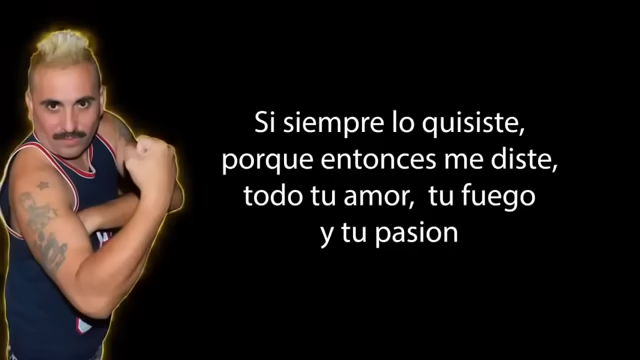 Si siempre lo quisiste,
porque entonces me diste,
todo tu amor,  tu fuego
y tu pasion